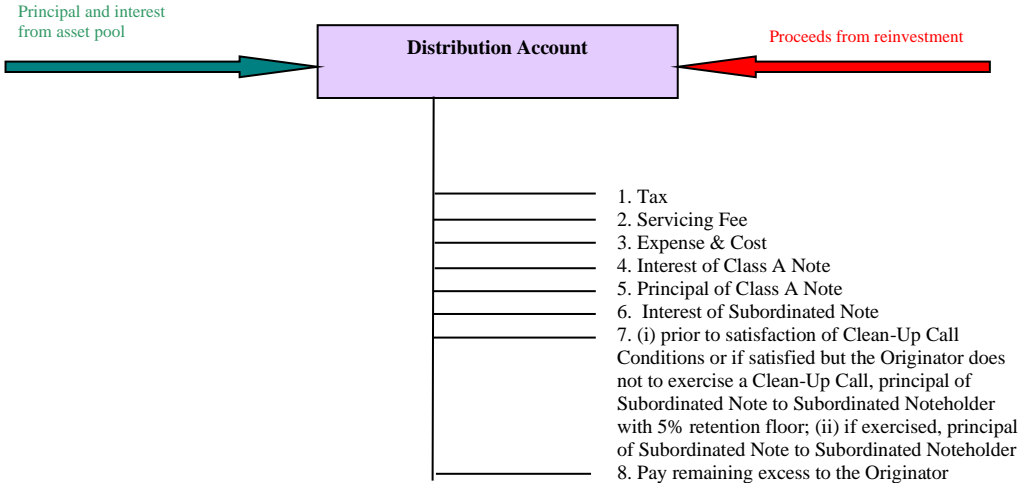 Principal and interest
from asset pool
Distribution Account
Proceeds from reinvestment
1. Tax
2. Servicing Fee
3. Expense & Cost
4. Interest of Class A Note
5. Principal of Class A Note
6. Interest of Subordinated Note
7. (i) prior to satisfaction of Clean-Up Call
Conditions or if satisfied but the Originator does
not to exercise a Clean-Up Call, principal of
Subordinated Note to Subordinated Noteholder
with 5% retention floor; (ii) if exercised, principal
of Subordinated Note to Subordinated Noteholder
8. Pay remaining excess to the Originator